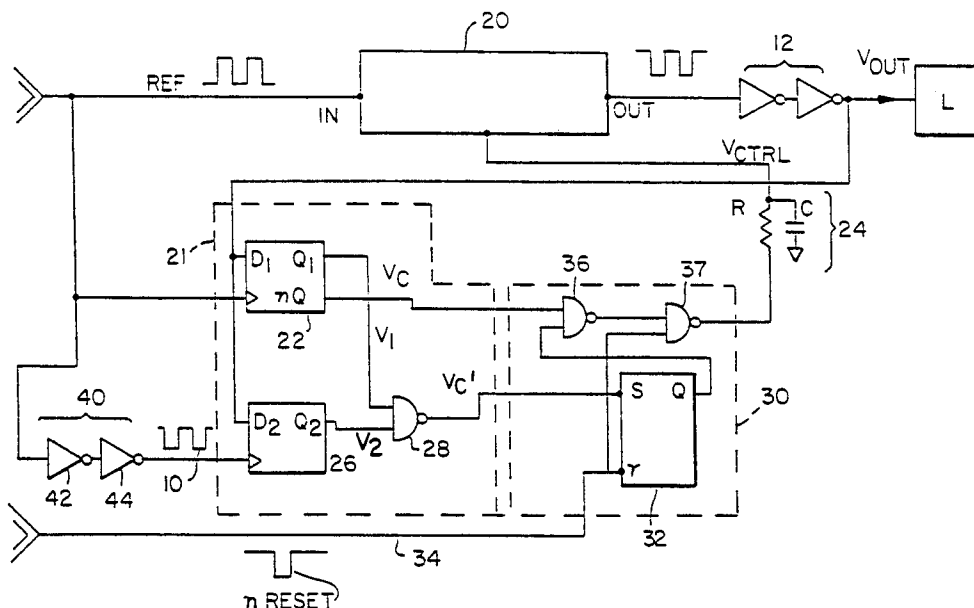 20
12
REF
IN
OUT
VOUT
L
VCTRL
R
C
24
21
D1 Q1
nQ
22
VC
V1
36
37
40
42
44
10
D2 Q2
26
V2
28
VC'
S Q
r
30
32
34
n RESET